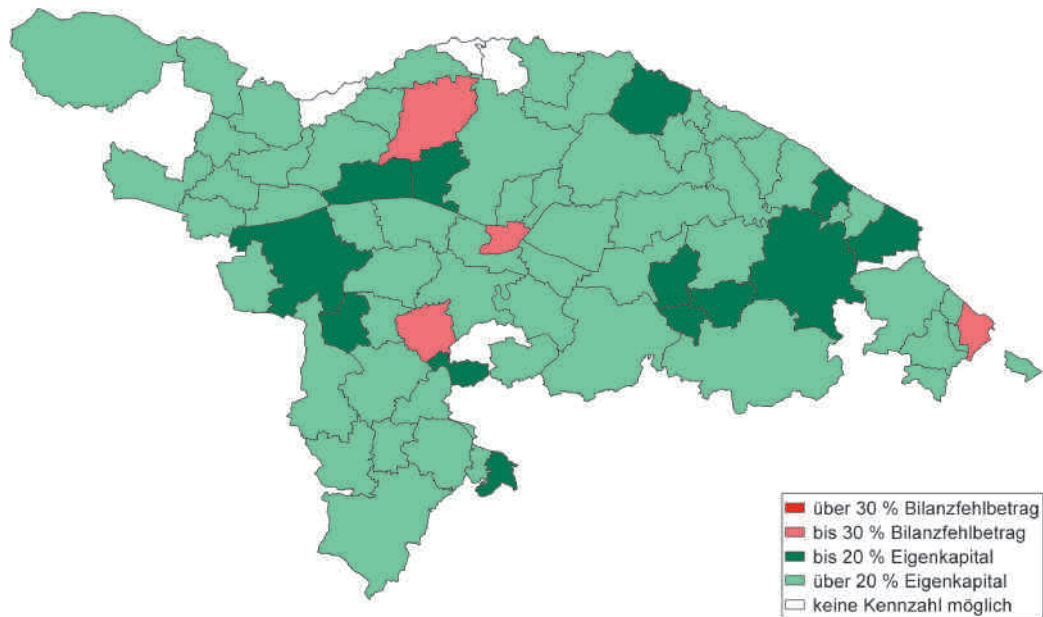 über 30 % Bilanzfehlbetrag
bis 30 % Bilanzfehlbetrag
bis 20 % Eigenkapital
über 20 % Eigenkapital
keine Kennzahl möglich